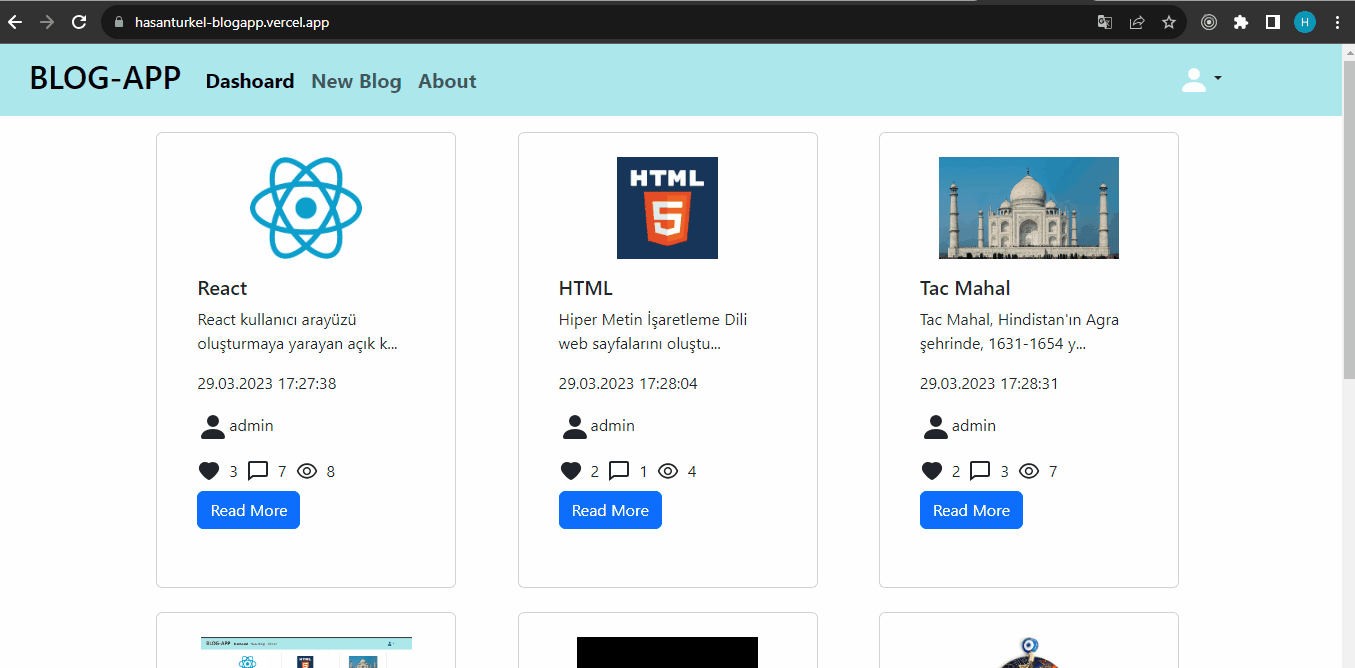 hasanturkel-blogapp.vercel.app
H
BLOG-APP Dashoard New Blog About
HTML
5
React
React kullanıcı arayüzü
oluşturmaya yarayan açık k...
29.03.2023 17:27:38
admin
3 7 8
Read More
HTML
Hiper Metin İşaretleme Dili
web sayfalarını oluştu...
29.03.2023 17:28:04
admin
2 1 4
Read More
Tac Mahal
Tac Mahal, Hindistan'ın Agra
şehrinde, 1631-1654 y...
29.03.2023 17:28:31
admin
2 3 7
Read More
BLOG-APP Dashoard
HTML